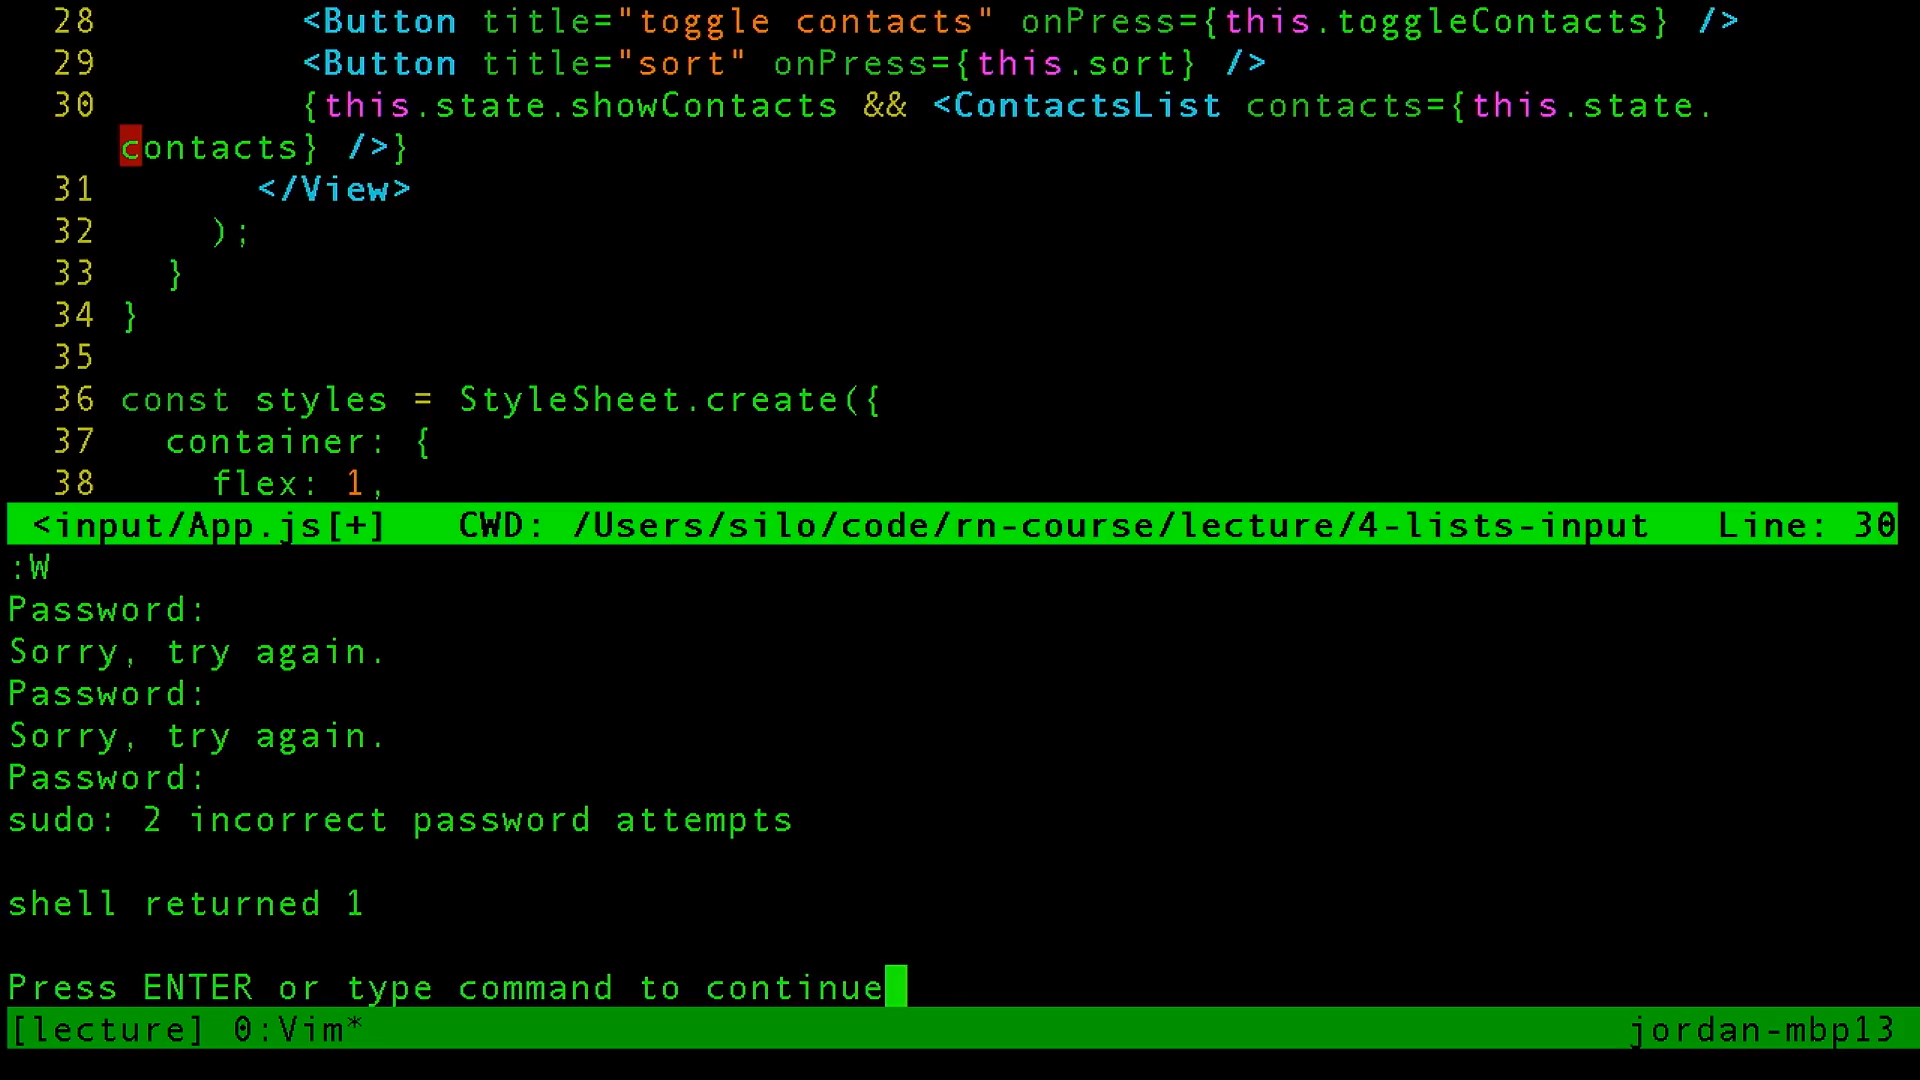 28         <Button title="toggle contacts" onPress={this.toggleContacts} />
29         <Button title="sort" onPress={this.sort} />
30         {this.state.showContacts && <ContactsList contacts={this.state.
contacts} />}
31       </View>
32     );
33   }
34 }
35
36 const styles = StyleSheet.create({
37   container: {
38     flex: 1,
<input/App.js[+]   CWD: /Users/silo/code/rn-course/lecture/4-lists-input   Line: 30
:W
Password:
Sorry, try again.
Password:
Sorry, try again.
Password:
sudo: 2 incorrect password attempts
shell returned 1
Press ENTER or type command to continue
[lecture] 0:Vim* jordan-mbp13